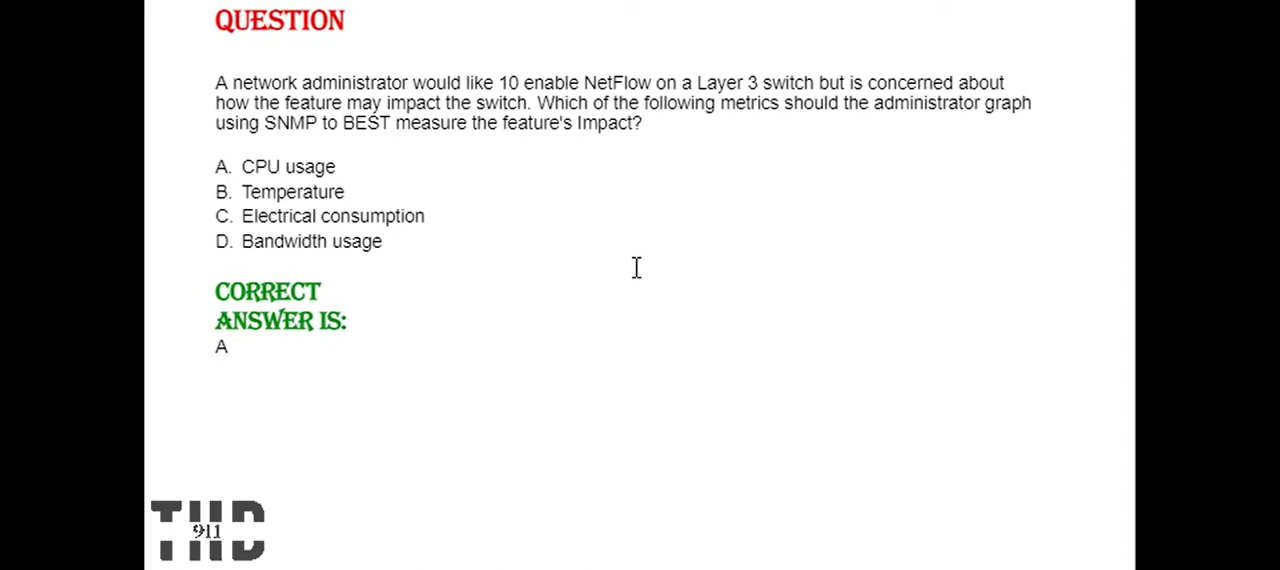 QUESTION
A network administrator would like 10 enable NetFlow on a Layer 3 switch but is concerned about
how the feature may impact the switch. Which of the following metrics should the administrator graph
using SNMP to BEST measure the feature's Impact?
A. CPU usage
B. Temperature
C. Electrical consumption
D. Bandwidth usage
CORRECT
ANSWER IS:
A
THD
911